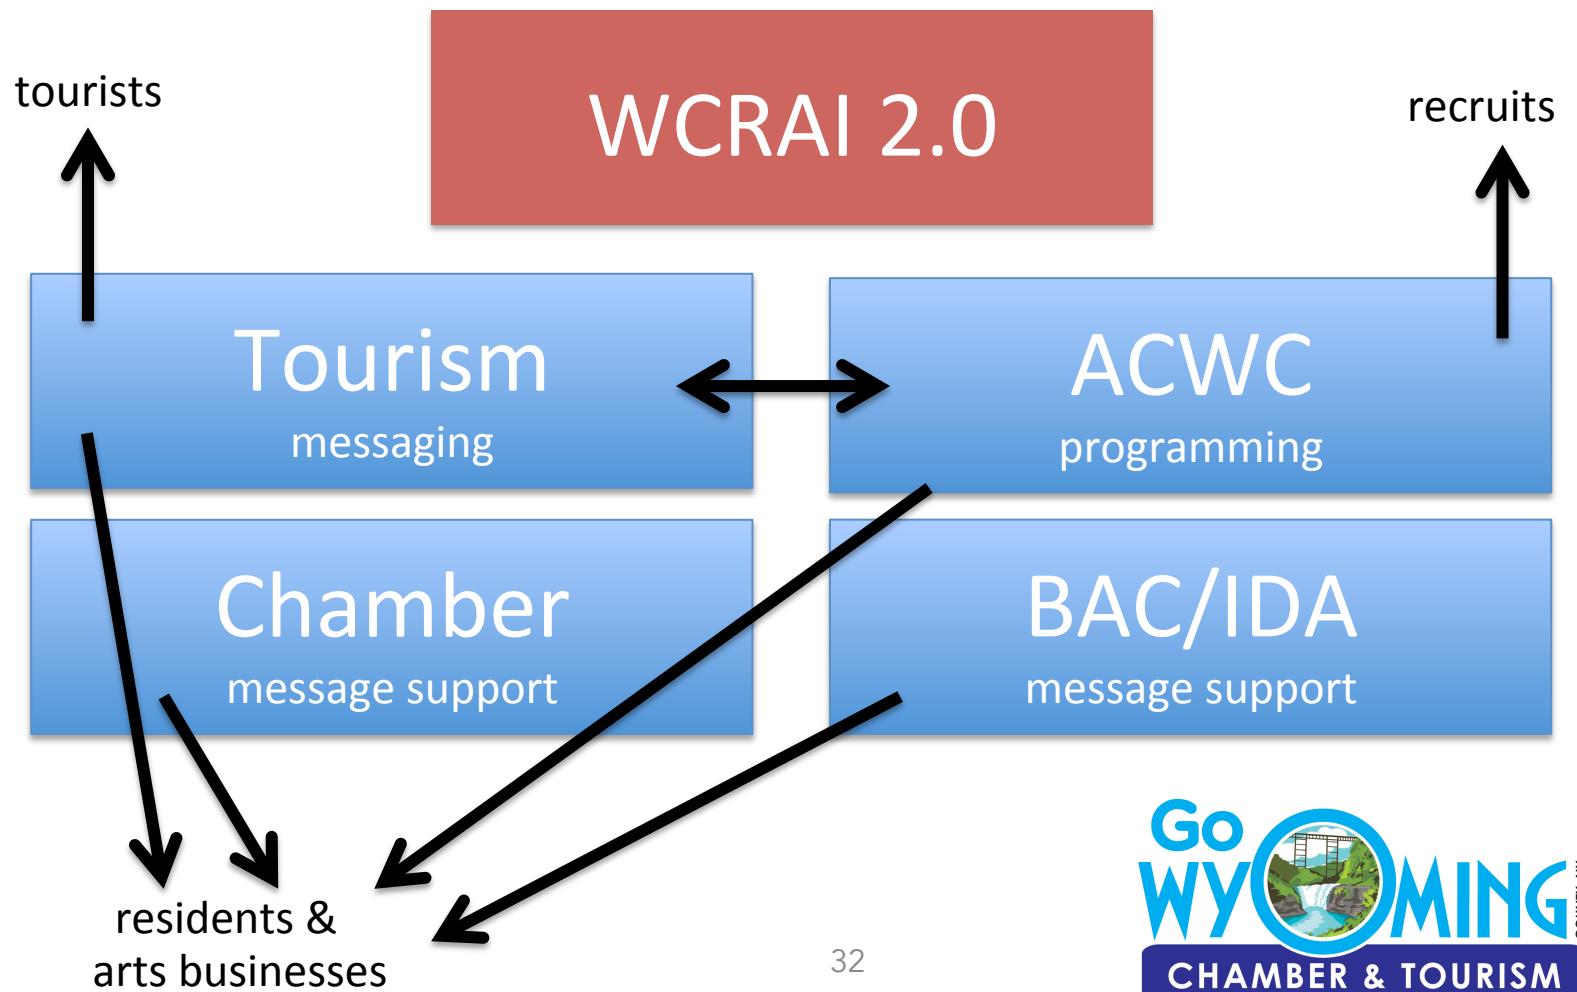 WCRAI 2.0
tourists
recruits
Tourism
messaging
ACWC
programming
Chamber
message support
BAC/IDA
message support
residents &
arts businesses
32
Go
WYOMING
CHAMBER & TOURISM